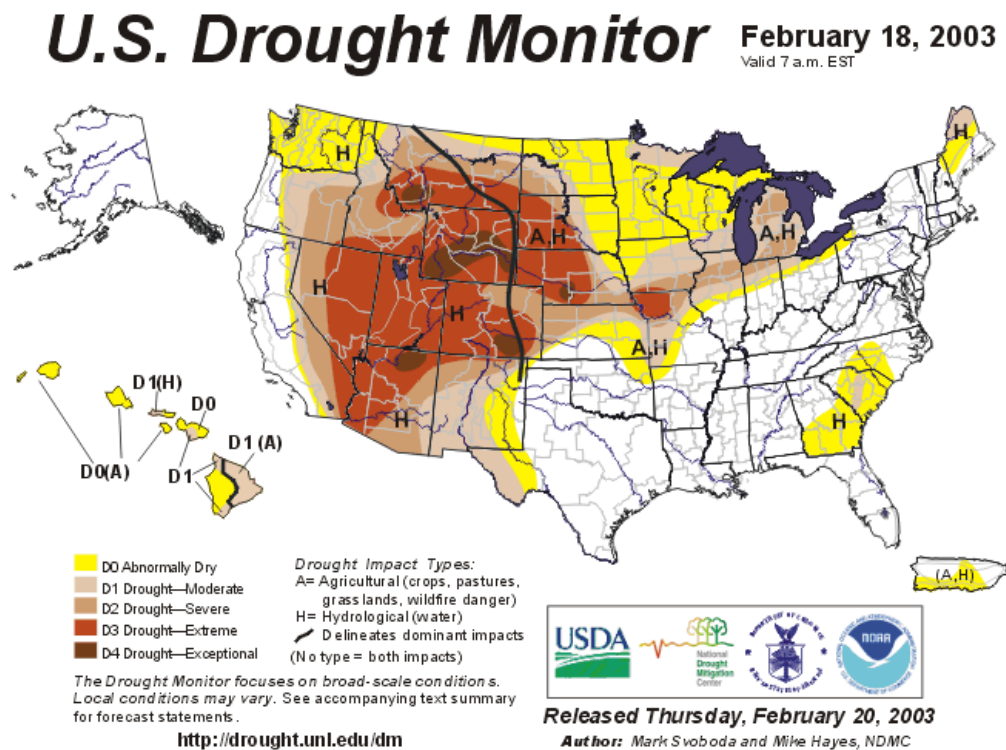 U.S. Drought Monitor
February 18, 2003
Valid 7 a.m. EST
H
H
A,H
A,H
H
H
A,H
H
H
D1(H)
D0
D1 (A)
D0(A)
D1
(A,H)
D0 Abnormally Dry
D1 Drought—Moderate
D2 Drought—Severe
D3 Drought—Extreme
D4 Drought—Exceptional
Drought Impact Types:
A= Agricultural (crops, pastures,
grasslands, wildfire danger)
H= Hydrological (water)
Delineates dominant impacts
(No type = both impacts)
The Drought Monitor focuses on broad-scale conditions.
Local conditions may vary. See accompanying text summary
for forecast statements.
http://drought.unl.edu/dm
USDA
National
Drought
Mitigation
Center
NOAA
Released Thursday, February 20, 2003
Author: Mark Svoboda and Mike Hayes, NDMC